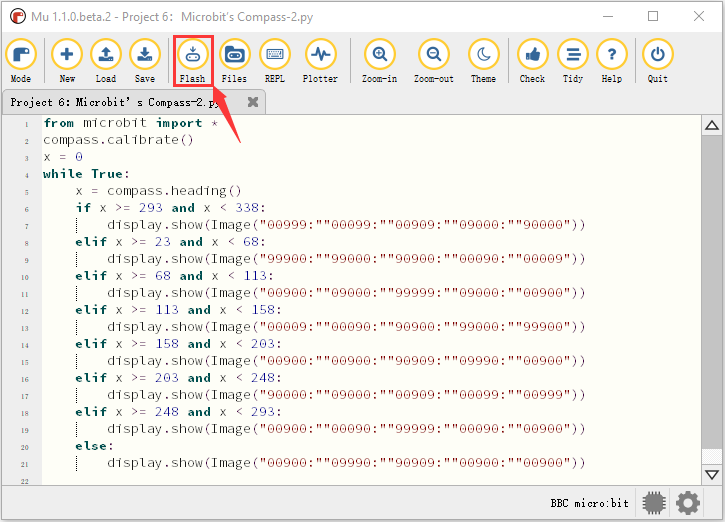 Mu 1.1.0.beta.2 - Project 6： Microbit's Compass-2.py
Mode New Load Save Flash Files REPL Plotter Zoom-in Zoom-out Theme Check Tidy Help Quit
Project 6: Microbit's Compass-2.py
1 from microbit import *
2 compass.calibrate()
3 x = 0
4 while True:
5     x = compass.heading()
6     if x >= 293 and x < 338:
7         display.show(Image("00999:""00099:""00909:""09000:""90000"))
8     elif x >= 23 and x < 68:
9         display.show(Image("99900:""99000:""90900:""00090:""00009"))
10     elif x >= 68 and x < 113:
11         display.show(Image("00900:""09000:""99999:""09000:""00900"))
12     elif x >= 113 and x < 158:
13         display.show(Image("00009:""00090:""90900:""99000:""99900"))
14     elif x >= 158 and x < 203:
15         display.show(Image("00900:""00900:""90909:""09990:""00900"))
16     elif x >= 203 and x < 248:
17         display.show(Image("90000:""09000:""00909:""00099:""00999"))
18     elif x >= 248 and x < 293:
19         display.show(Image("00900:""00090:""99999:""00090:""00900"))
20     else:
21         display.show(Image("00900:""09990:""90909:""00900:""00900"))
22
BBC micro:bit